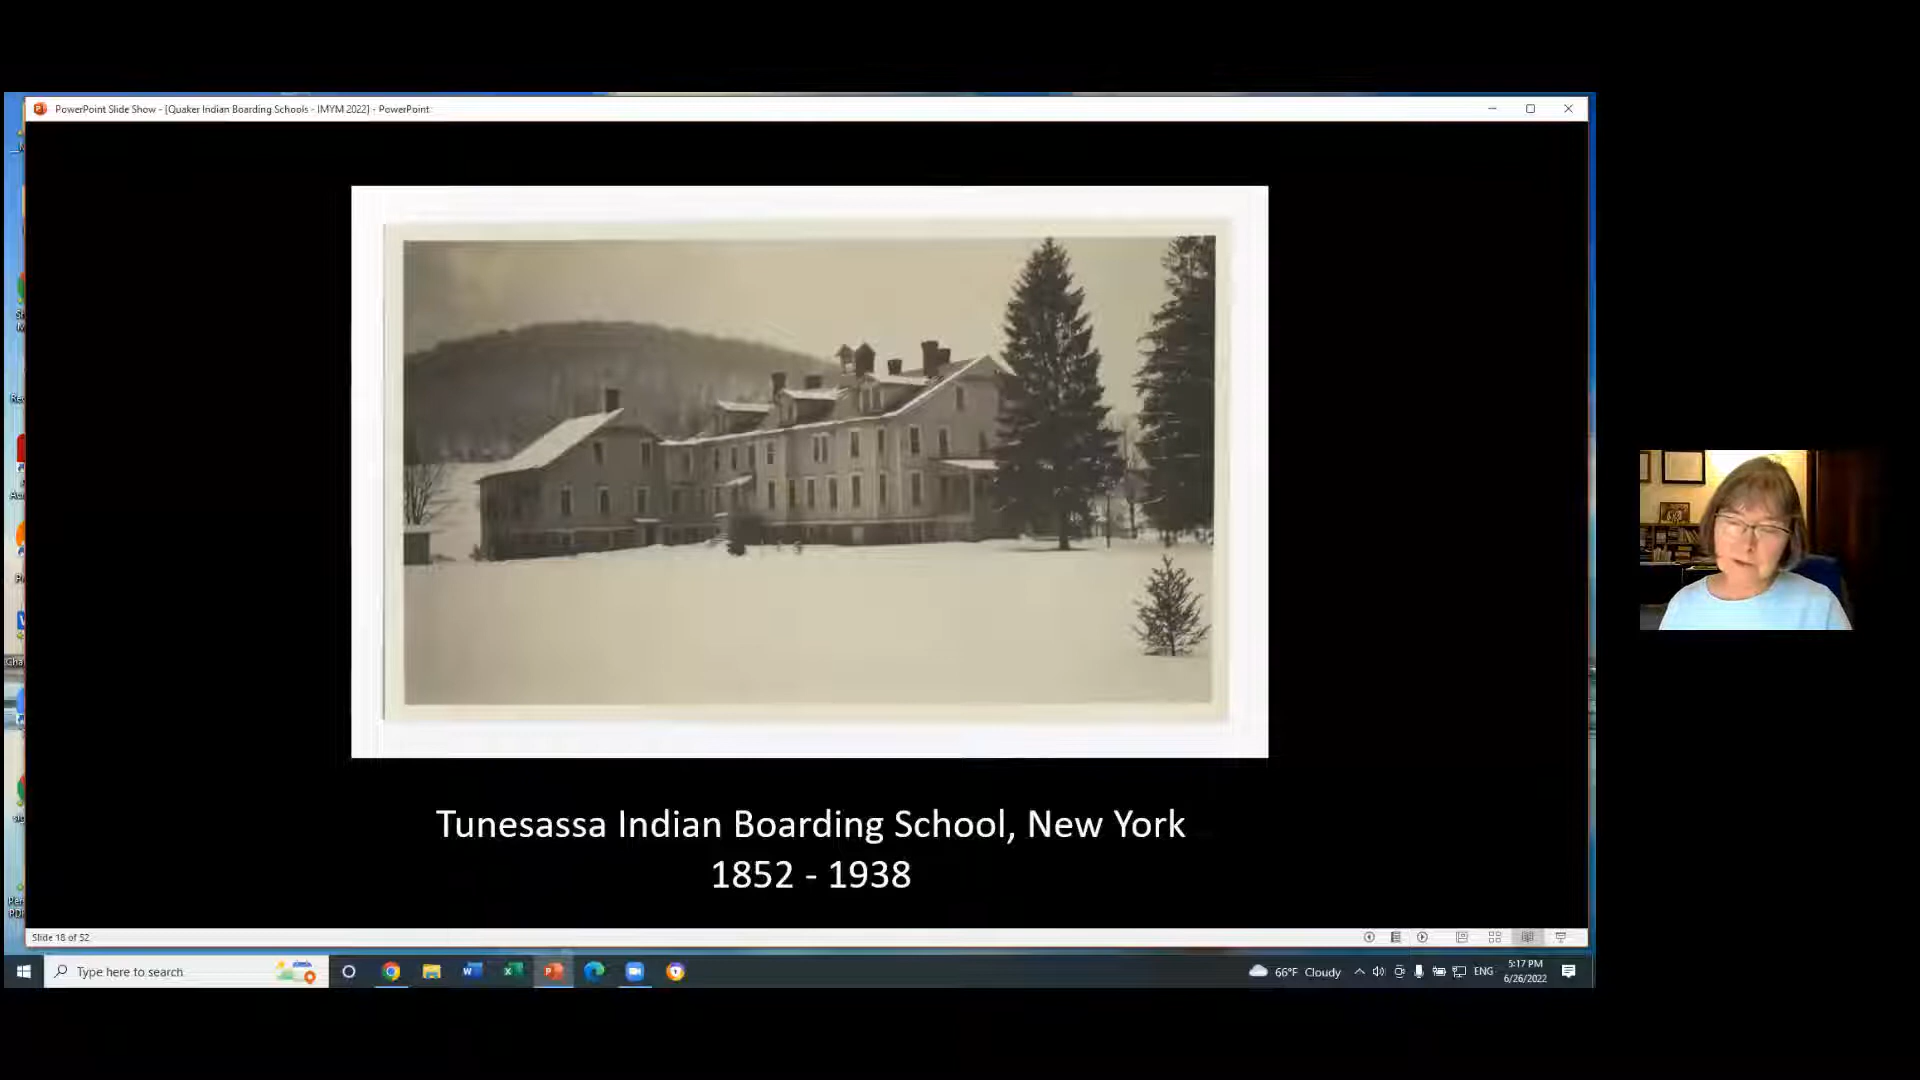 PowerPoint Slide Show - [Quaker Indian Boarding Schools - IMYM 2022] - PowerPoint
Tunesassa Indian Boarding School, New York
1852 - 1938
Slide 18 of 52
Type here to search
66°F Cloudy
ENG
5:17 PM
6/26/2022